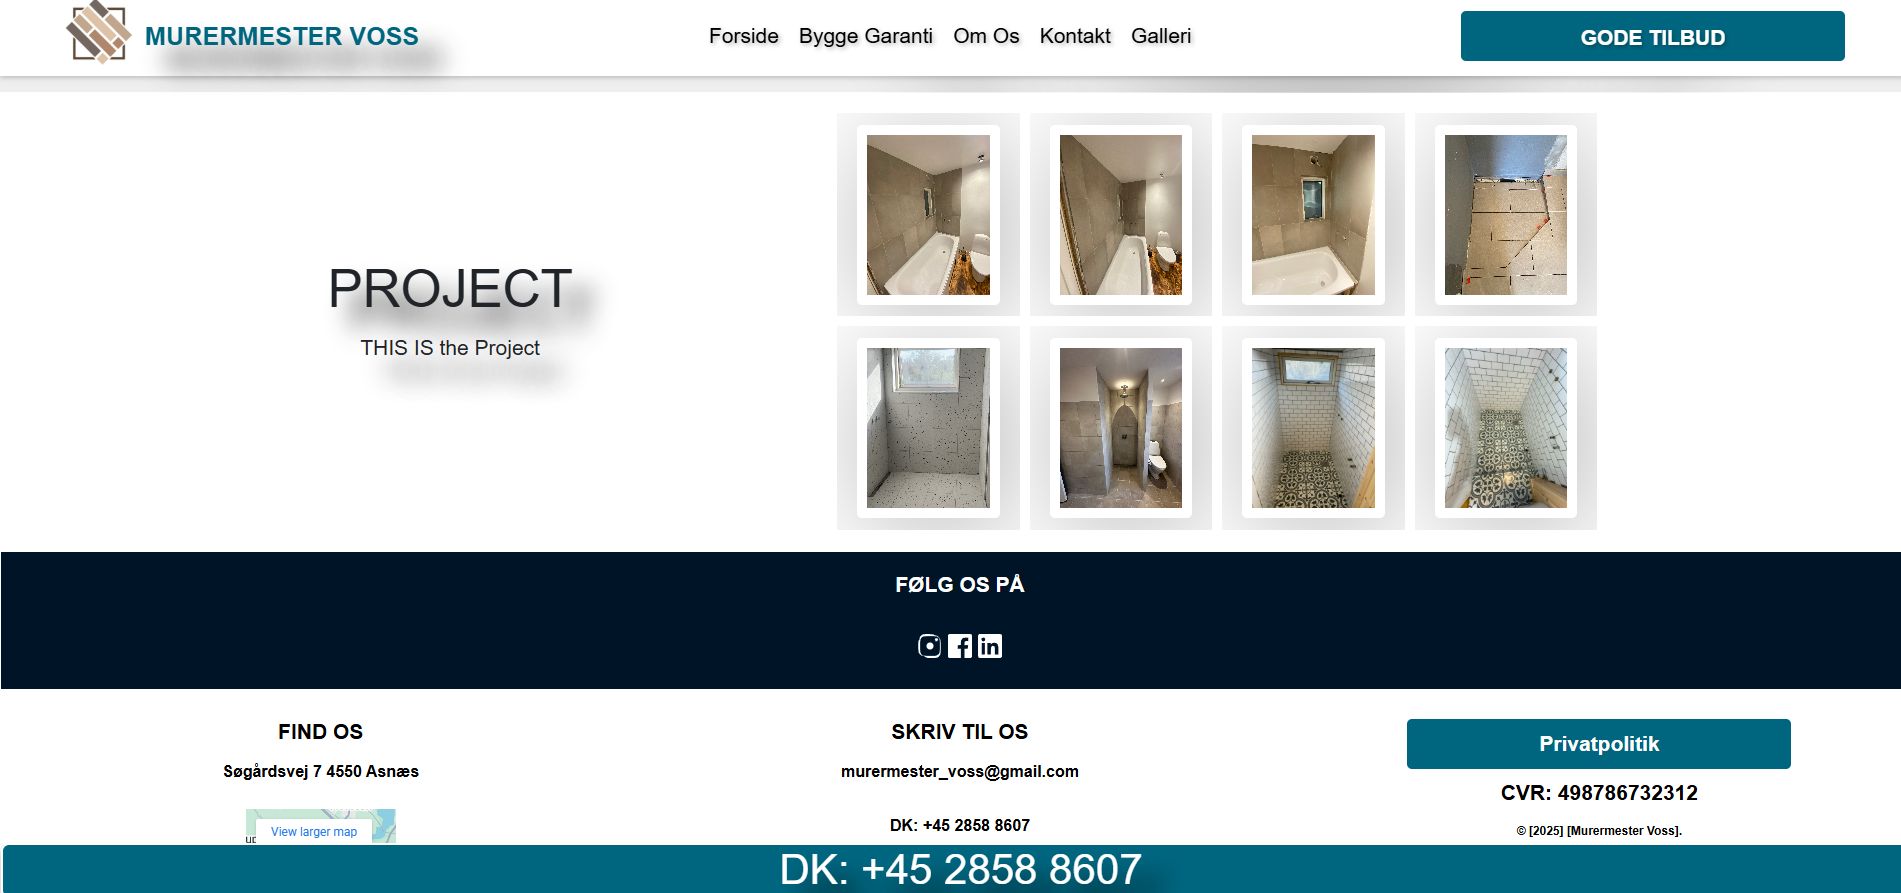 MURERMESTER VOSS
Forside Bygge Garanti Om Os Kontakt Galleri
GODE TILBUD
PROJECT
THIS IS the Project
FØLG OS PÅ
FIND OS
Søgårdsvej 7 4550 Asnæs
View larger map
SKRIV TIL OS
murermester_voss@gmail.com
DK: +45 2858 8607
Privatpolitik
CVR: 498786732312
© [2025] [Murermester Voss].
DK: +45 2858 8607